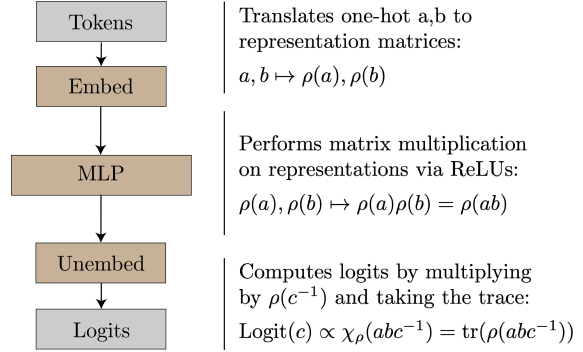 Tokens
Translates one-hot a,b to
representation matrices:
a, b ↦ ρ(a), ρ(b)
Embed
Performs matrix multiplication
on representations via ReLUs:
ρ(a), ρ(b) ↦ ρ(a)ρ(b) = ρ(ab)
MLP
Unembed
Computes logits by multiplying
by ρ(c⁻¹) and taking the trace:
Logit(c) ∝ χρ(abc⁻¹) = tr(ρ(abc⁻¹))
Logits